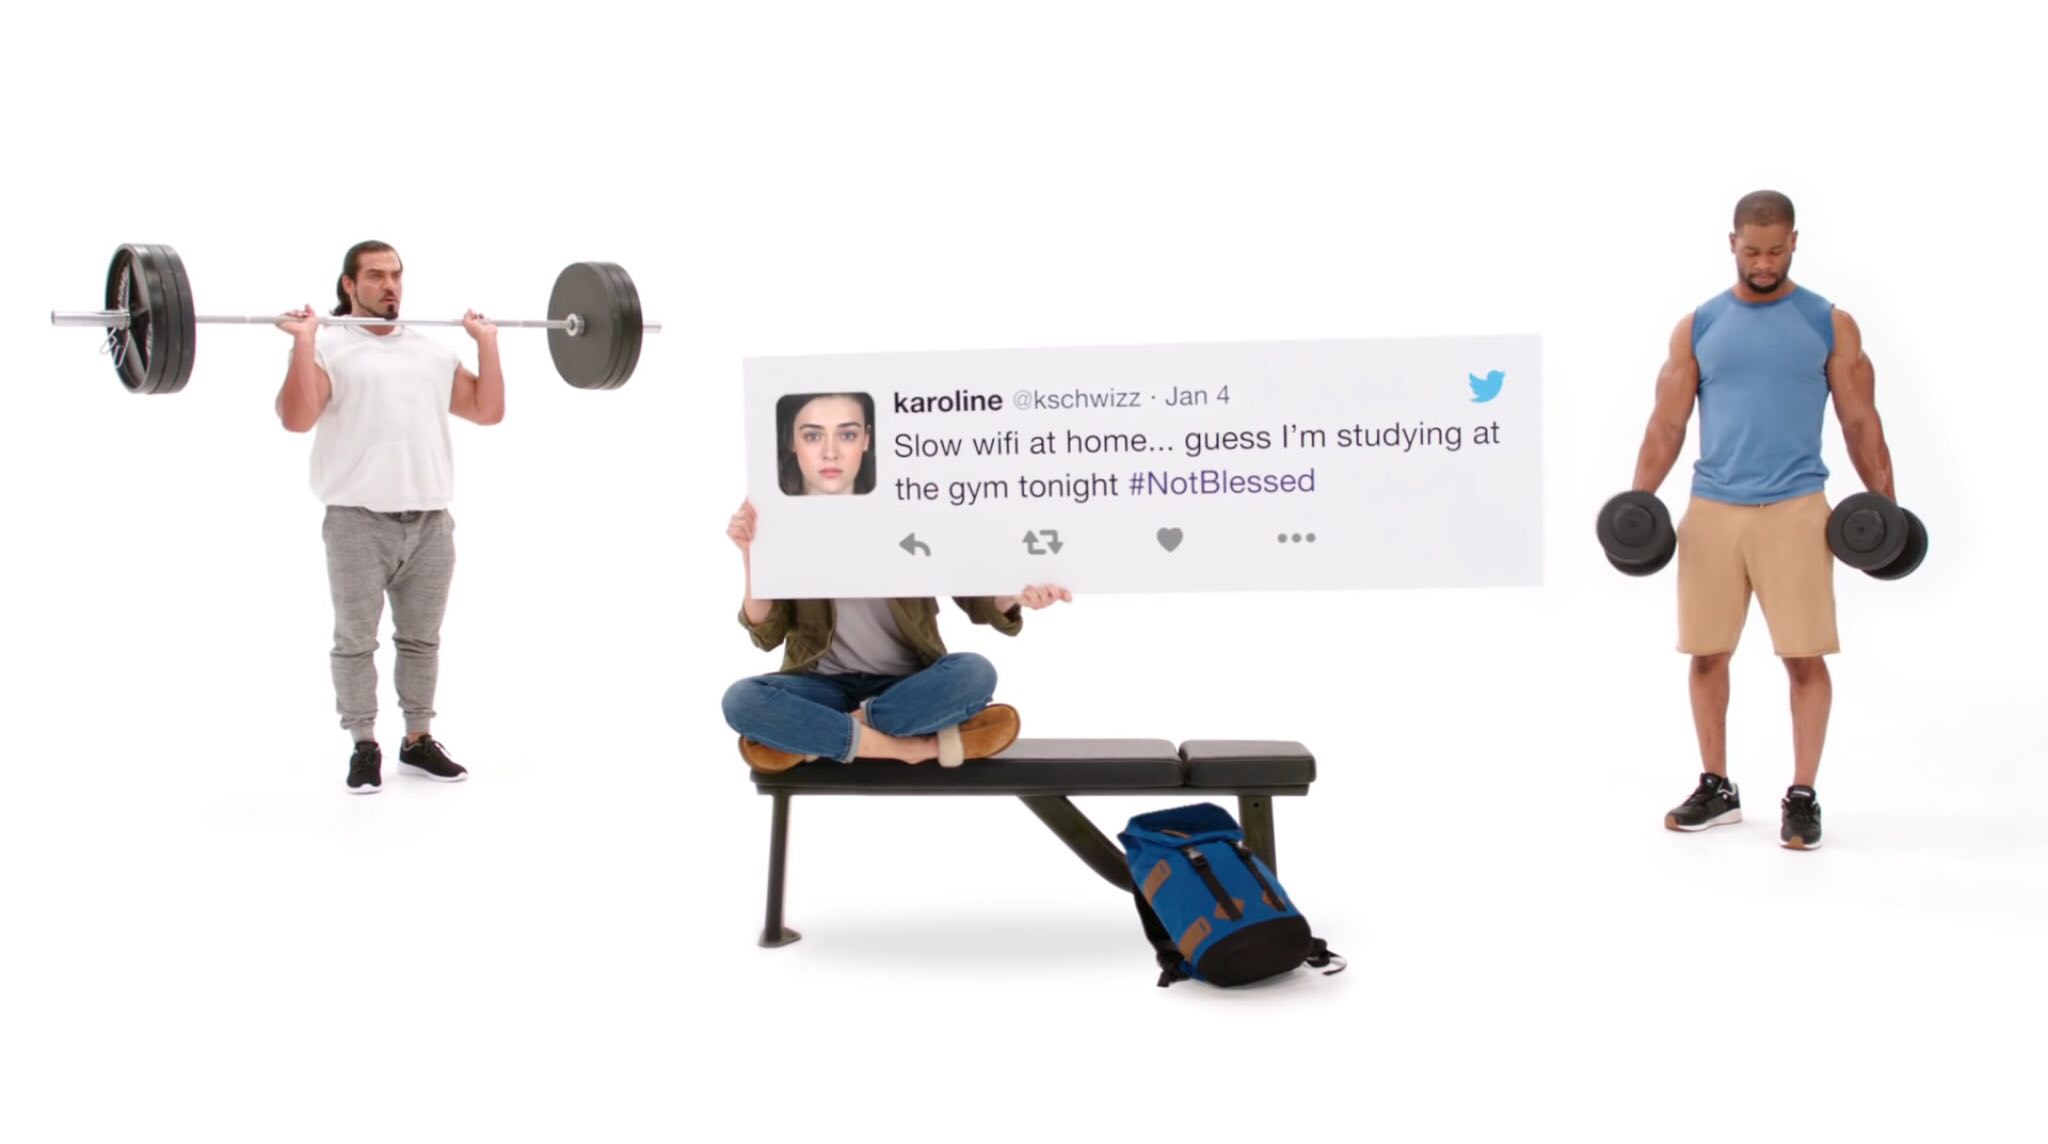 karoline @kschwizz · Jan 4
Slow wifi at home... guess I’m studying at
the gym tonight #NotBlessed